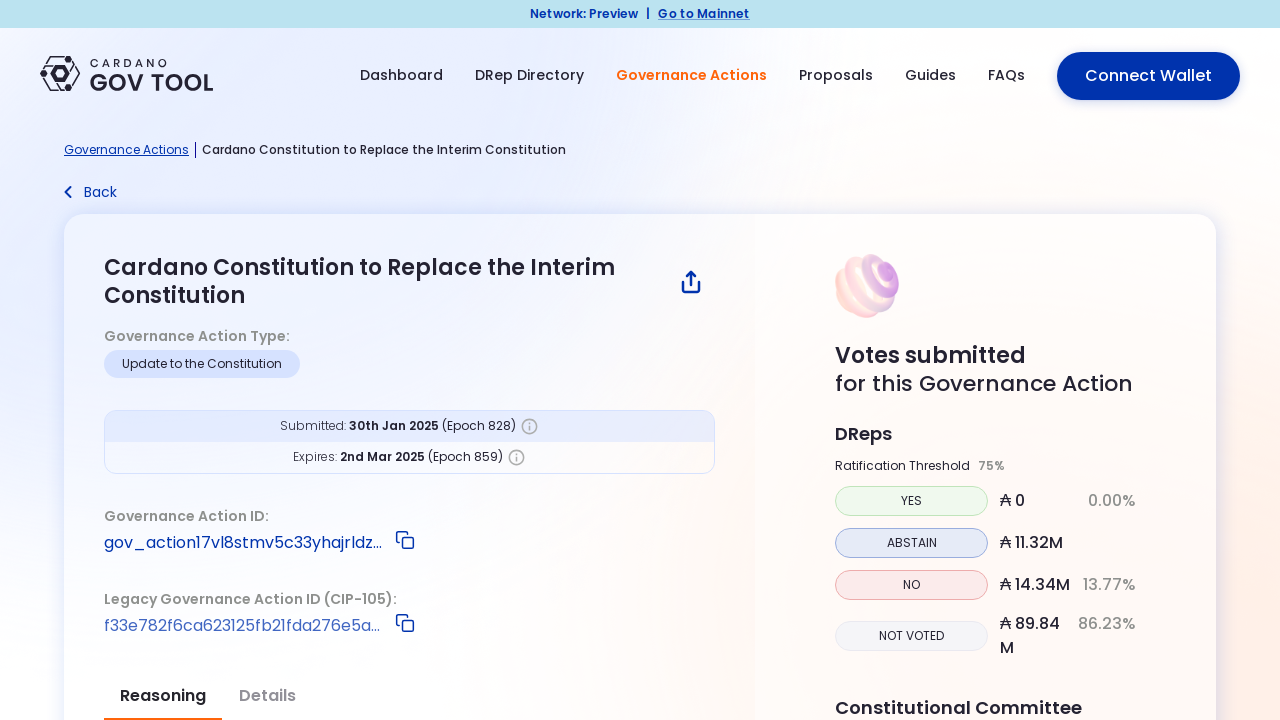 Network: Preview | Go to Mainnet
CARDANO
GOV TOOL
Dashboard
DRep Directory
Governance Actions
Proposals
Guides
FAQs
Connect Wallet
Governance Actions | Cardano Constitution to Replace the Interim Constitution
Back
Cardano Constitution to Replace the Interim
Constitution
Governance Action Type:
Update to the Constitution
Submitted: 30th Jan 2025 (Epoch 828)
Expires: 2nd Mar 2025 (Epoch 859)
Governance Action ID:
gov_action17vl8stmv5c33yhajrldz...
Legacy Governance Action ID (CIP-105):
f33e782f6ca623125fb21fda276e5a...
Reasoning
Details
Votes submitted
for this Governance Action
DReps
Ratification Threshold 75%
YES ₳ 0 0.00%
ABSTAIN ₳ 11.32M
NO ₳ 14.34M 13.77%
NOT VOTED ₳ 89.84 86.23%
M
Constitutional Committee